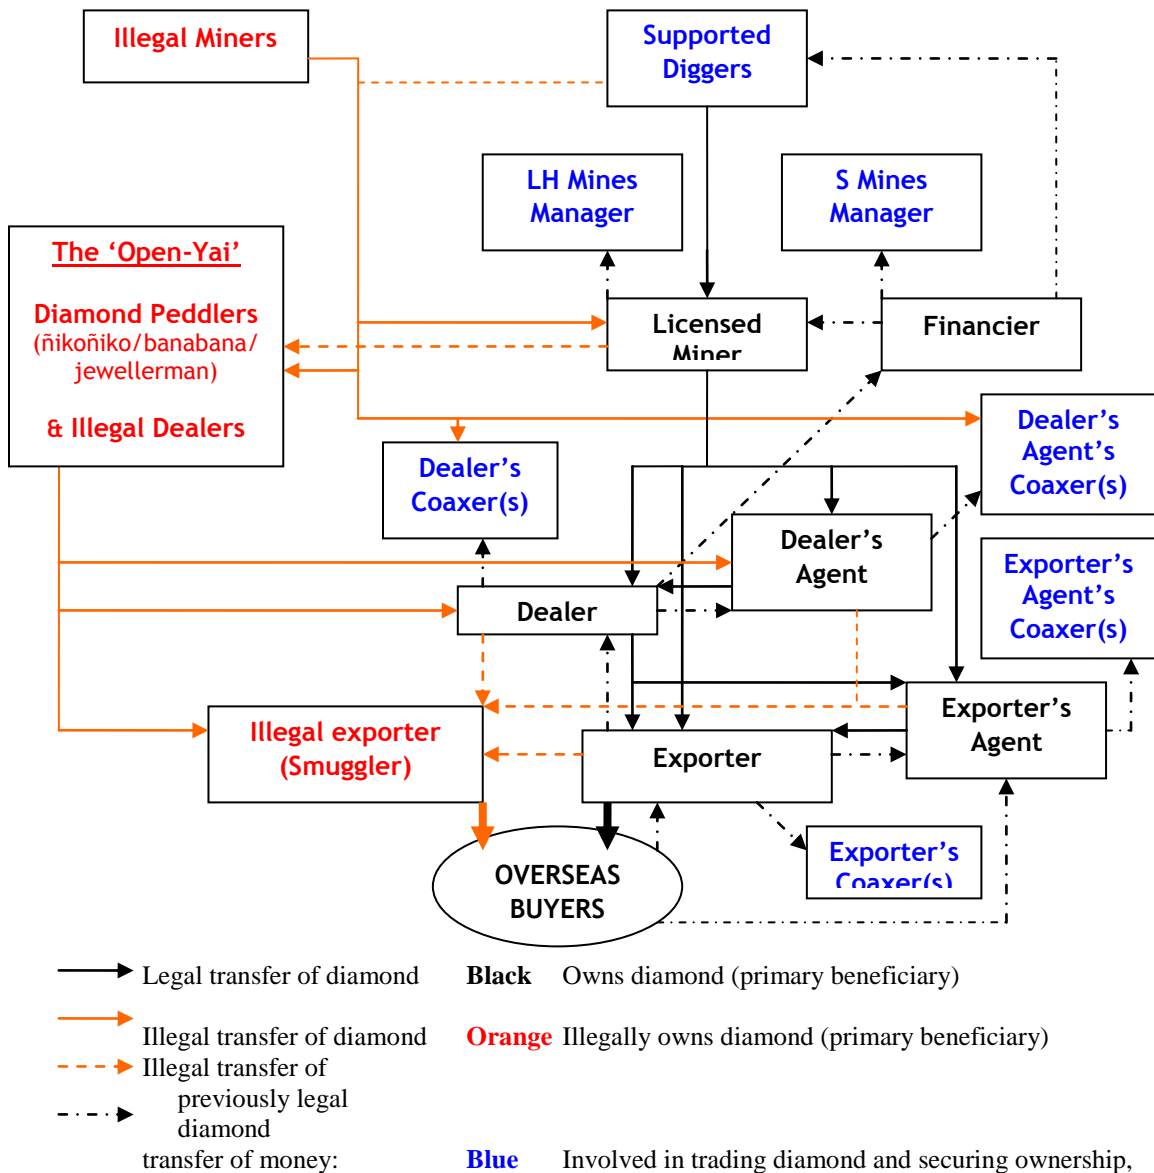 Illegal Miners
Supported
Diggers
LH Mines
Manager
S Mines
Manager
The ‘Open-Yai’
Diamond Peddlers
(ñikoñiko/banabana/
jewellerman)
& Illegal Dealers
Licensed
Miner
Financier
Dealer’s
Coaxer(s)
Dealer’s
Agent’s
Coaxer(s)
Dealer’s
Agent
Exporter’s
Agent’s
Coaxer(s)
Dealer
Illegal exporter
(Smuggler)
Exporter
Exporter’s
Agent
Exporter’s
Coaxer(s)
OVERSEAS
BUYERS
Legal transfer of diamond
Black Owns diamond (primary beneficiary)
Illegal transfer of diamond
Orange Illegally owns diamond (primary beneficiary)
Illegal transfer of
previously legal
diamond
transfer of money:
Blue Involved in trading diamond and securing ownership,